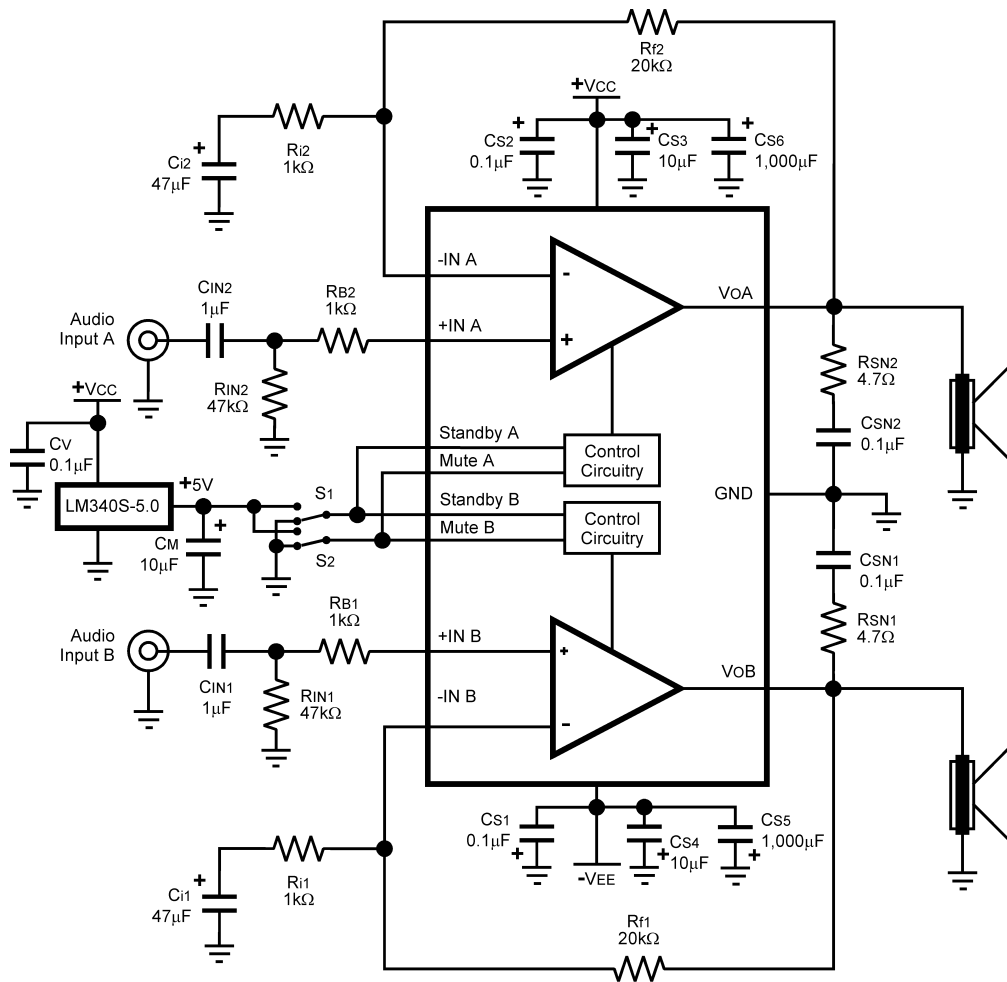 Rf2
20kΩ
+VCC
Ri2
1kΩ
Ci2
47μF
+
CS2
0.1μF
+
CS3
10μF
+
CS6
1,000μF
+
-IN A
-
CIN2
1μF
RB2
1kΩ
+IN A
+
VOA
Audio
Input A
RIN2
47kΩ
RSN2
4.7Ω
+VCC
CV
0.1μF
Standby A
Mute A
Control
Circuitry
CSN2
0.1μF
LM340S-5.0
+5V
S1
Standby B
Mute B
Control
Circuitry
GND
CM
10μF
+
S2
CSN1
0.1μF
RB1
1kΩ
RSN1
4.7Ω
Audio
Input B
+IN B
+
CIN1
1μF
RIN1
47kΩ
-IN B
-
VOB
CS1
0.1μF
+
CS4
10μF
+
CS5
1,000μF
+
-VEE
Ri1
1kΩ
Ci1
47μF
+
Rf1
20kΩ